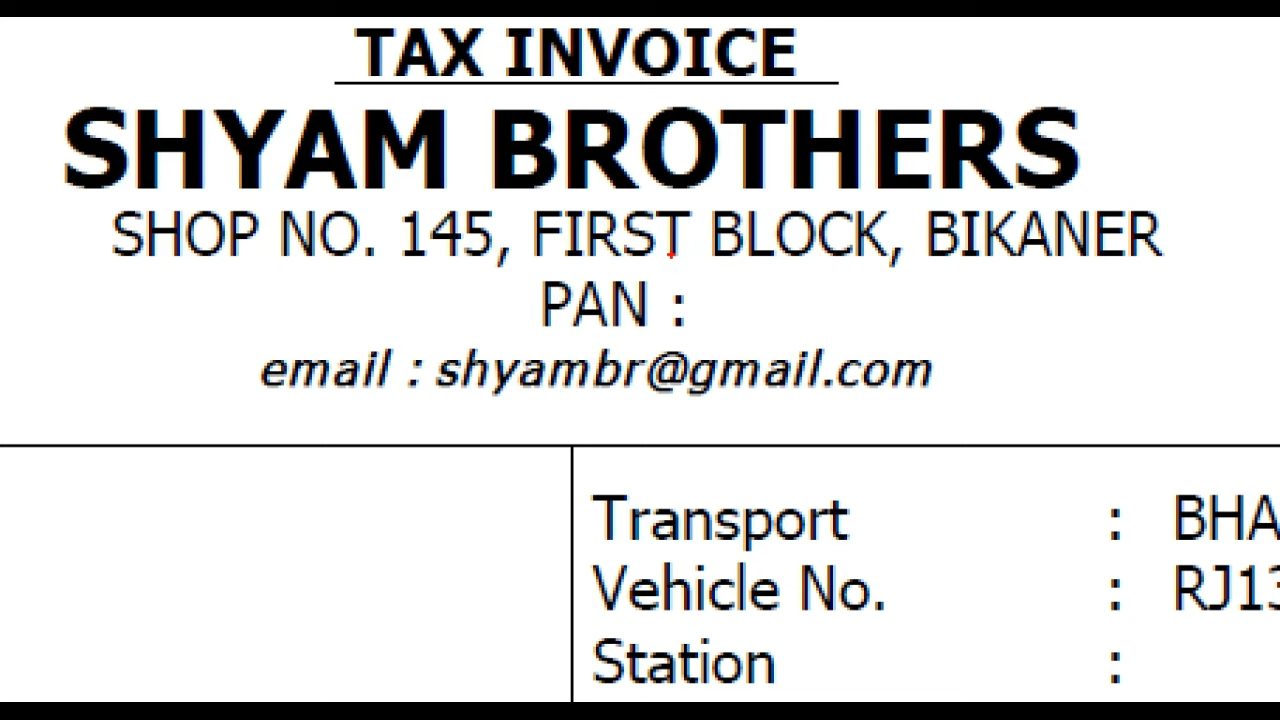 TAX INVOICE
SHYAM BROTHERS
SHOP NO. 145, FIRST BLOCK, BIKANER
PAN :
email : shyambr@gmail.com
Transport : BHA
Vehicle No. : RJ13
Station :